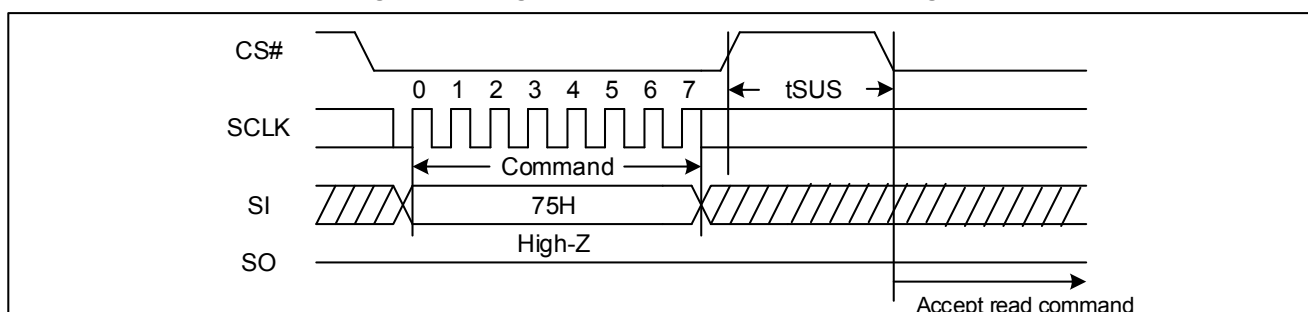 CS#
0 1 2 3 4 5 6 7
tSUS
SCLK
Command
SI
75H
High-Z
SO
Accept read command